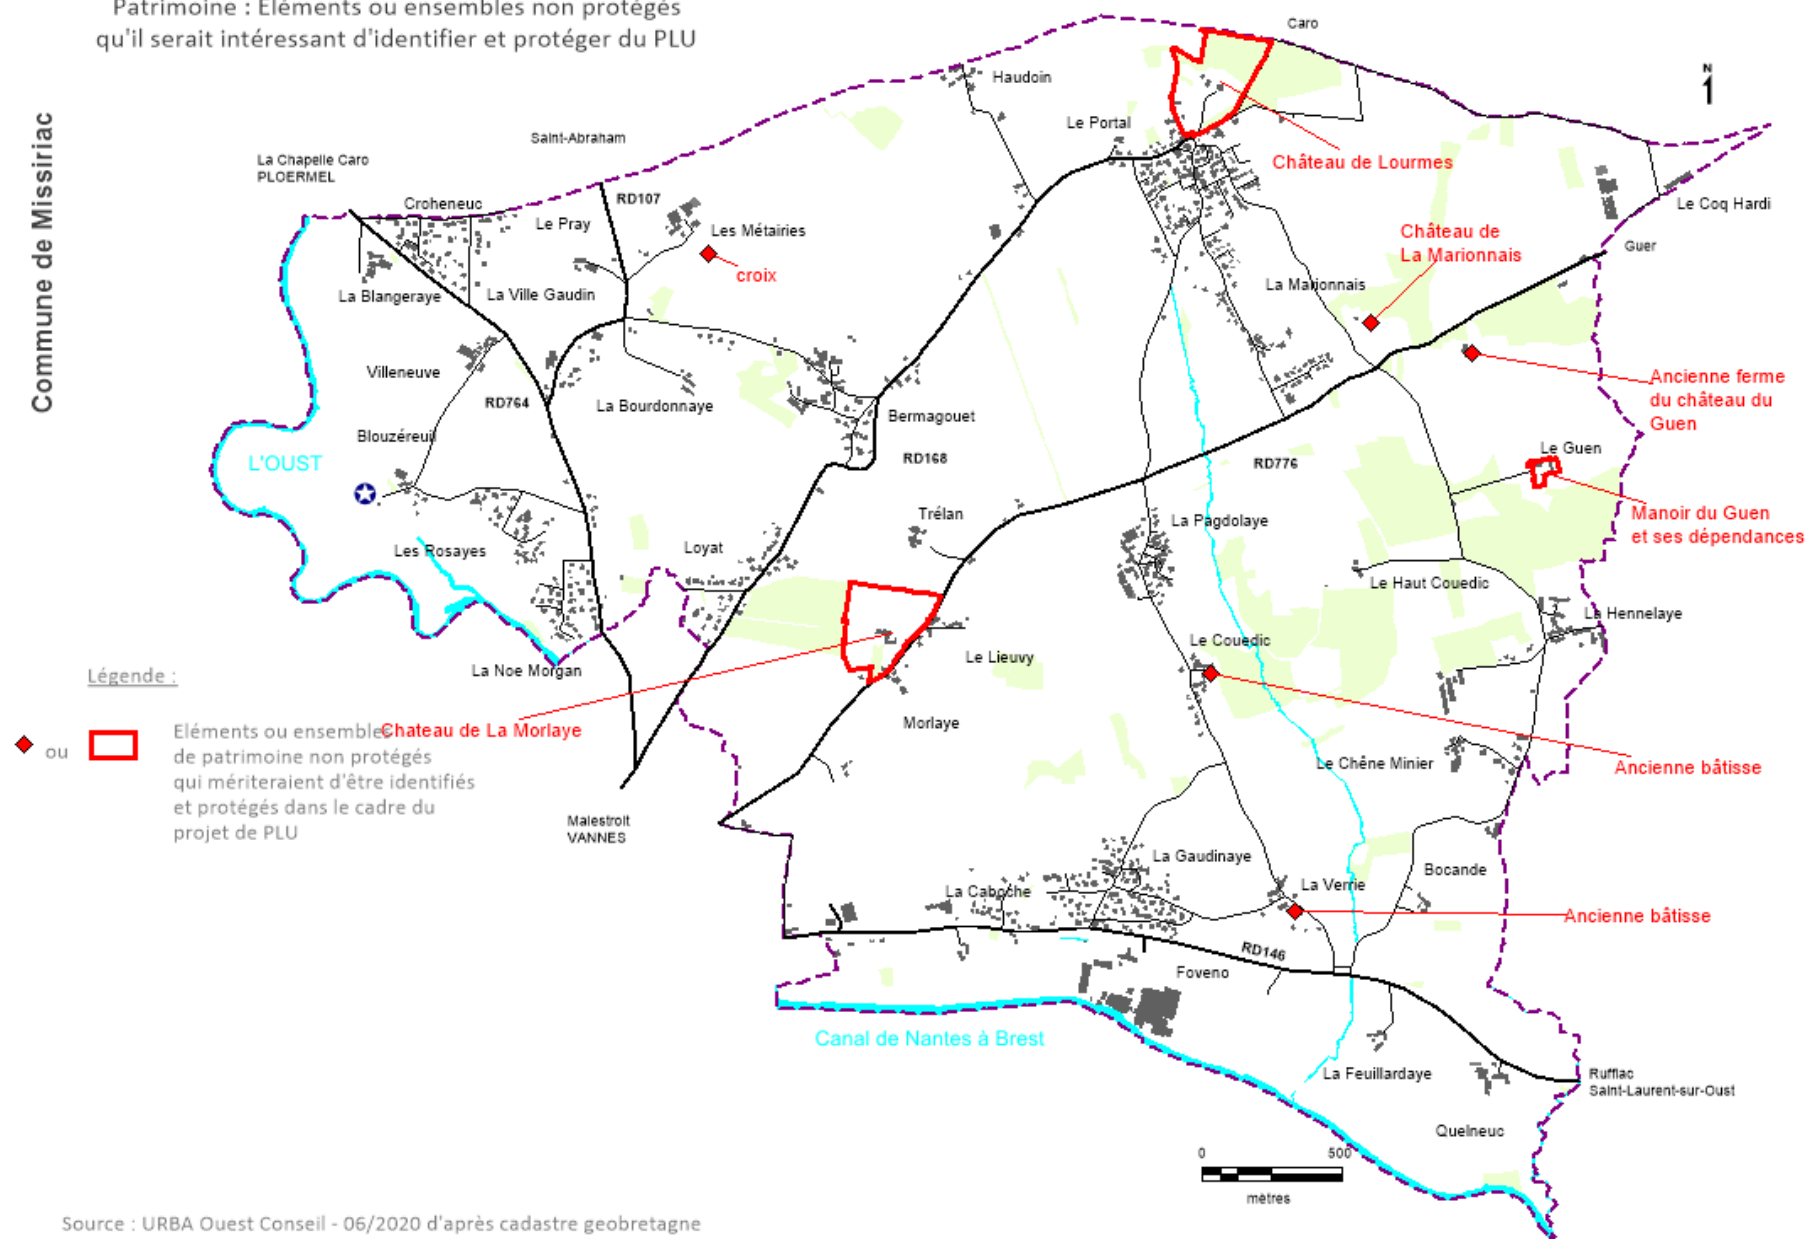 Patrimoine : Eléments ou ensembles non protégés
qu'il serait intéressant d'identifier et protéger du PLU
Commune de Missiriac
Caro
N
1
Haudoin
Le Portal
Saint-Abraham
La Chapelle Caro
PLOERMEL
Château de Lourmes
RD107
Croheneuc
Le Pray
Les Métairies
Le Coq Hardi
Château de
La Marionnais
Guer
croix
La Marionnais
La Blangeraye
La Ville Gaudin
Villeneuve
Ancienne ferme
du château du
Guen
RD764
La Bourdonnaye
Bermagouet
Blouzéreuil
Le Guen
L'OUST
RD168
RD776
Trélan
La Pagdolaye
Manoir du Guen
et ses dépendances
Les Rosayes
Loyat
Le Haut Couedic
La Hennelaye
Le Couedic
Le Lieuvy
La Noe Morgan
Légende :
Morlaye
Chateau de La Morlaye
ou
Eléments ou ensembles
de patrimoine non protégés
qui mériteraient d'être identifiés
et protégés dans le cadre du
projet de PLU
Le Chêne Minier
Ancienne bâtisse
Malestroit
VANNES
La Gaudinaye
Bocande
La Caboche
La Verrie
Ancienne bâtisse
RD146
Foveno
Canal de Nantes à Brest
La Feuillardaye
Ruffiac
Saint-Laurent-sur-Oust
Quelneuc
0 500
mètres
Source : URBA Ouest Conseil - 06/2020 d'après cadastre geobretagne